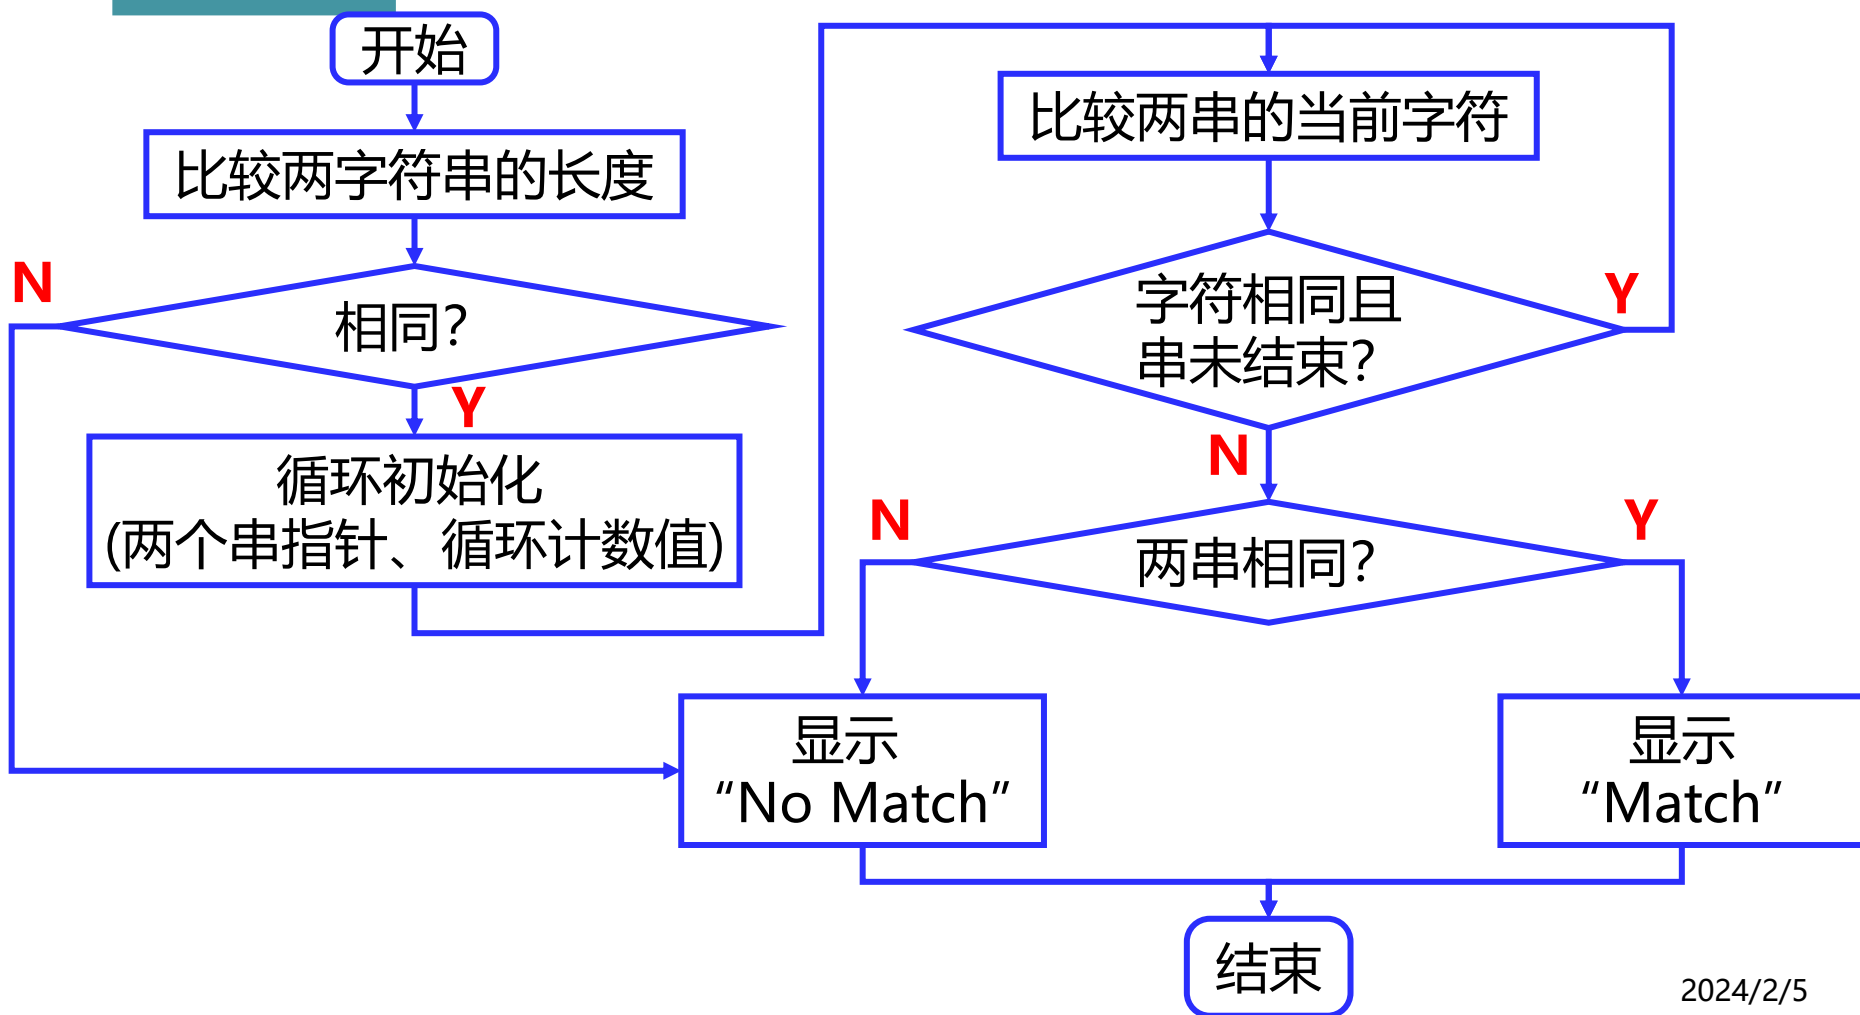 开始
比较两字符串的长度
N
相同?
Y
循环初始化
(两个串指针、循环计数值)
比较两串的当前字符
字符相同且
串未结束?
Y
N
N
两串相同?
Y
显示
“No Match”
显示
“Match”
结束
2024/2/5